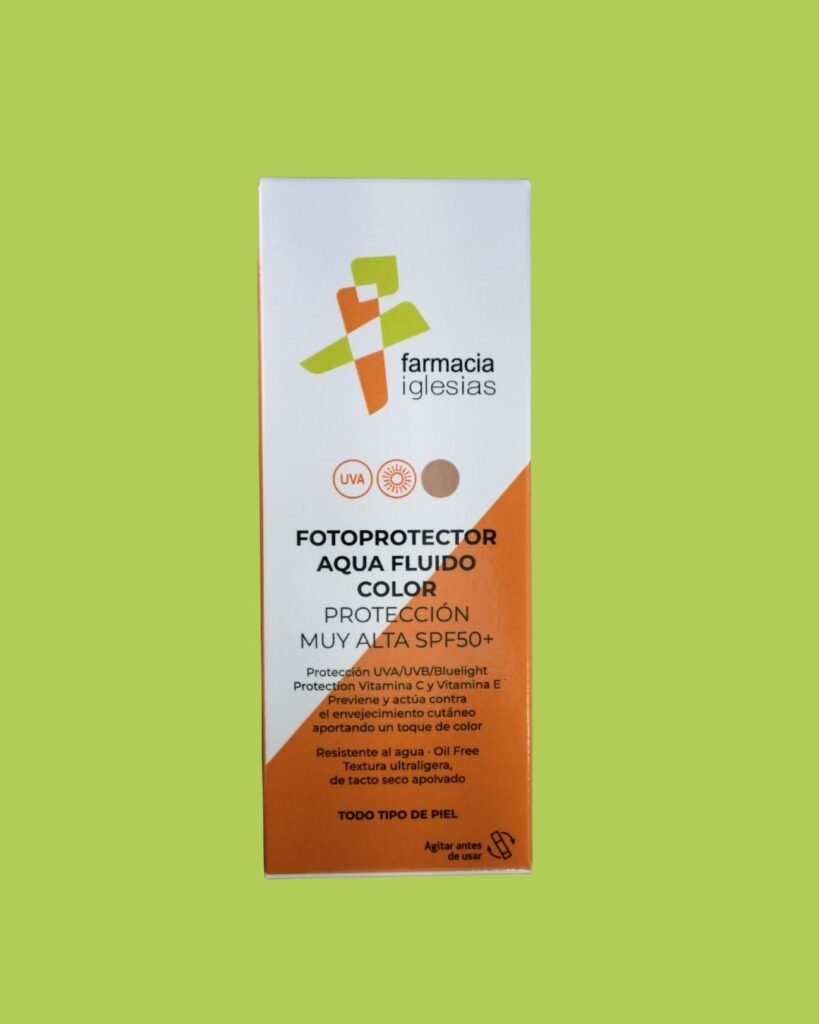 farmacia
iglesias
UVA
FOTOPROTECTOR
AQUA FLUIDO
COLOR
PROTECCIÓN
MUY ALTA SPF50+
Protección UVA/UVB/Bluelight
Protection Vitamina C y Vitamina E
Previene y actúa contra
el envejecimiento cutáneo
aportando un toque de color
Resistente al agua · Oil Free
Textura ultraligera,
de tacto seco apolvado
TODO TIPO DE PIEL
Agitar antes
de usar